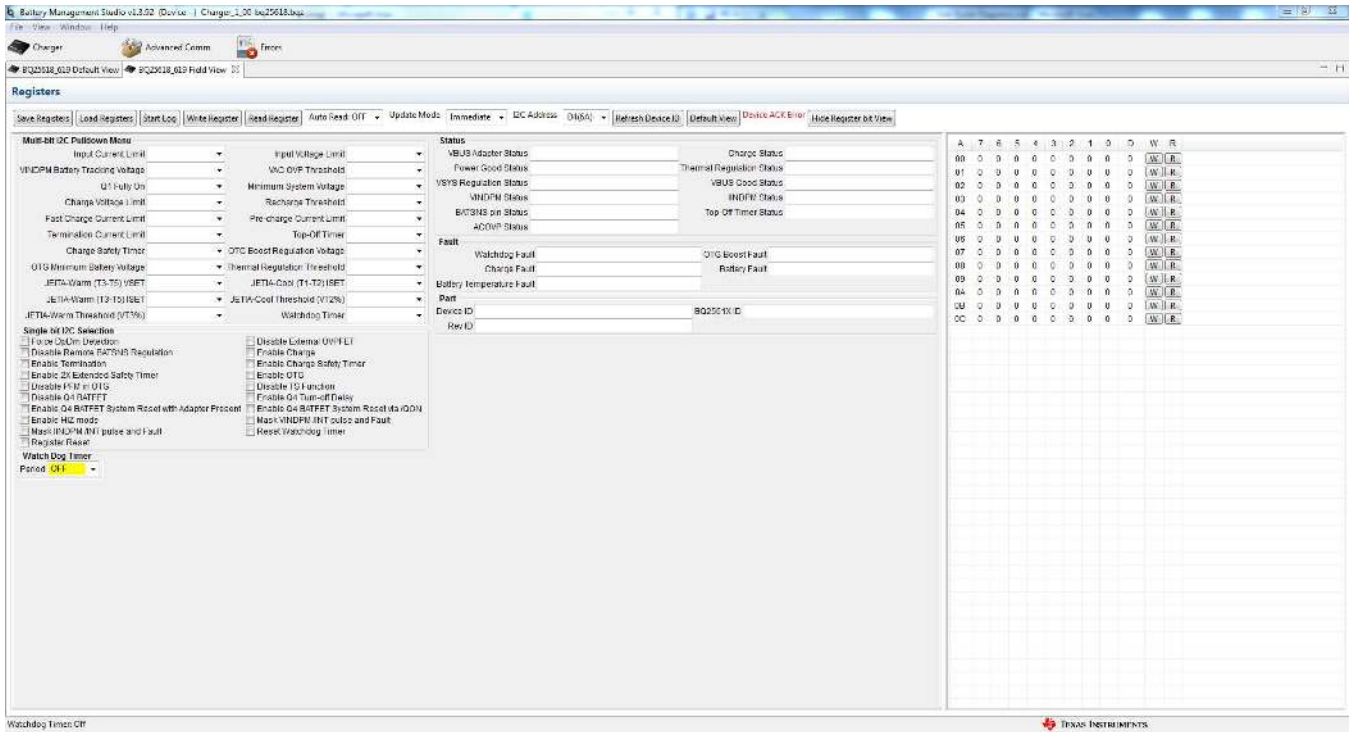 Battery Management Studio v1.3.92 (Device - | Charger_1_00 bq25618.bqz
File View Window Help
Charger Advanced Comm Errors
BQ25618_619 Default View BQ25618_619 Field View
Registers
Save Registers Load Registers Start Log Write Register Read Register Auto Read: OFF Update Mode Immediate I2C Address D4(6A) Refresh Device ID Default View Device ACK Error Hide Register bit View
Multi-bit I2C Pulldown Menu
Input Current Limit Input Voltage Limit
VINDPM Battery Tracking Voltage VAC OVP Threshold
Q1 Fully On Minimum System Voltage
Charge Voltage Limit Recharge Threshold
Fast Charge Current Limit Pre-charge Current Limit
Termination Current Limit Top-Off Timer
Charge Safety Timer OTG Boost Regulation Voltage
OTG Minimum Battery Voltage Thermal Regulation Threshold
JEITA-Warm (T3-T5) VSET JETIA-Cool (T1-T2) ISET
JETIA-Warm (T3-T5) ISET JETIA-Cool Threshold (VT2%)
JETIA-Warm Threshold (VT3%) Watchdog Timer
Single bit I2C Selection
Force DpDm Detection Disable External OVPFET
Disable Remote BATSNS Regulation Enable Charge
Enable Termination Enable Charge Safety Timer
Enable 2X Extended Safety Timer Enable OTG
Disable PFM in OTG Disable TS Function
Disable Q4 BATFET Enable Q4 Turn-off Delay
Enable Q4 BATFET System Reset with Adapter Present Enable Q4 BATFET System Reset via /QON
Enable HIZ mode Mask VINDPM /INT pulse and Fault
Mask IINDPM /INT pulse and Fault Reset Watchdog Timer
Register Reset
Watch Dog Timer
Period OFF
Status
VBUS Adapter Status Charge Status
Power Good Status Thermal Regulation Status
VSYS Regulation Status VBUS Good Status
VINDPM Status IINDPM Status
BATSNS pin Status Top Off Timer Status
ACOVP Status
Fault
Watchdog Fault OTG Boost Fault
Charge Fault Battery Fault
Battery Temperature Fault
Part
Device ID BQ2561X ID
Rev ID
A 7 6 5 4 3 2 1 0 D W R
00 0 0 0 0 0 0 0 0 0 W R
01 0 0 0 0 0 0 0 0 0 W R
02 0 0 0 0 0 0 0 0 0 W R
03 0 0 0 0 0 0 0 0 0 W R
04 0 0 0 0 0 0 0 0 0 W R
05 0 0 0 0 0 0 0 0 0 W R
06 0 0 0 0 0 0 0 0 0 W R
07 0 0 0 0 0 0 0 0 0 W R
08 0 0 0 0 0 0 0 0 0 W R
09 0 0 0 0 0 0 0 0 0 W R
0A 0 0 0 0 0 0 0 0 0 W R
0B 0 0 0 0 0 0 0 0 0 W R
0C 0 0 0 0 0 0 0 0 0 W R
Watchdog Timer: Off
TEXAS INSTRUMENTS